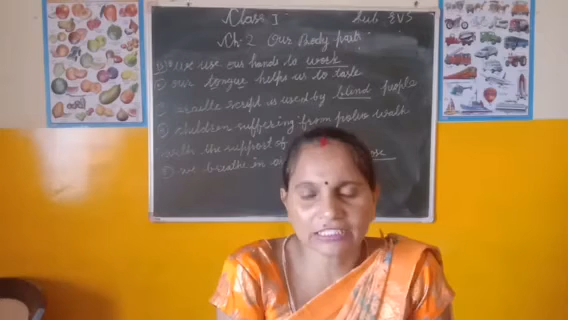 Class I Sub EVS
Ch-2 Our Body parts
we use our hands to work
our tongue helps us to taste
Braille script is used by blind people
children suffering from polio walk
with the support of
we breathe in